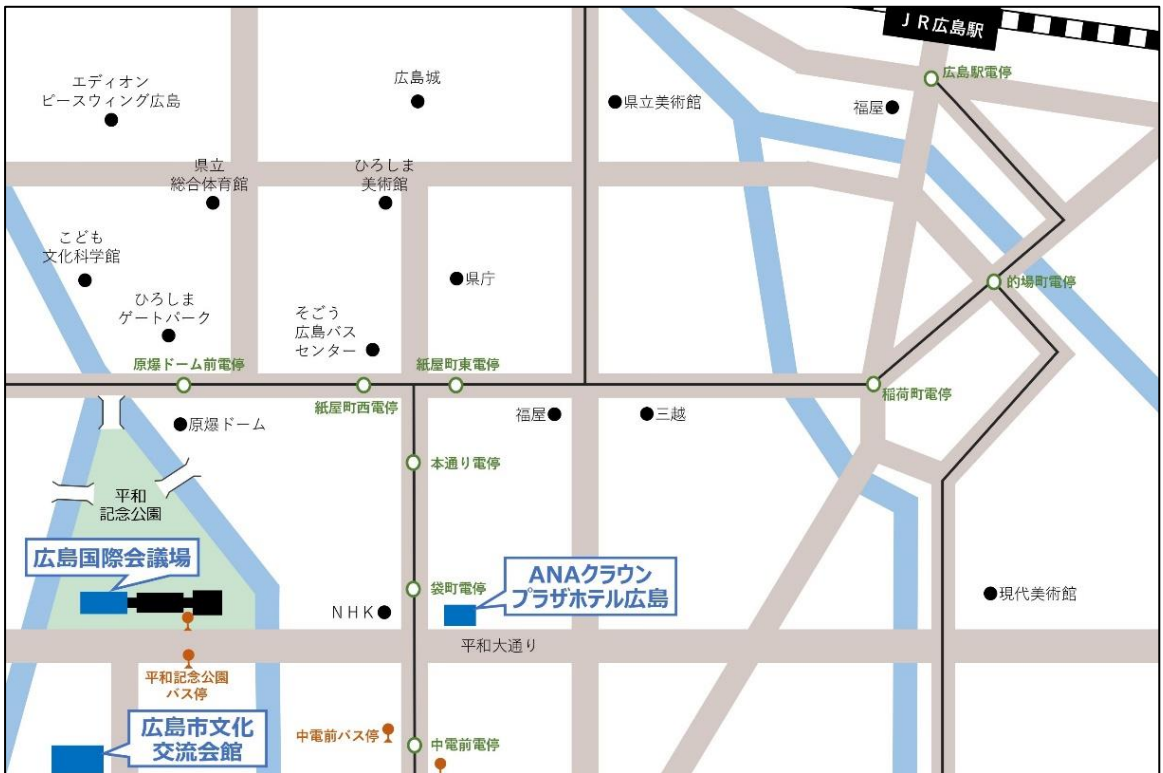 ＪＲ広島駅
広島駅電停
エディオン
ピースウィング広島
広島城
県立美術館
福屋
県立
総合体育館
ひろしま
美術館
こども
文化科学館
県庁
的場町電停
ひろしま
ゲートパーク
そごう
広島バス
センター
原爆ドーム前電停
紙屋町東電停
紙屋町西電停
稲荷町電停
原爆ドーム
福屋
三越
本通り電停
平和
記念公園
広島国際会議場
ANAクラウン
プラザホテル広島
袋町電停
ＮＨＫ
現代美術館
平和大通り
平和記念公園
バス停
広島市文化
交流会館
中電前バス停
中電前電停